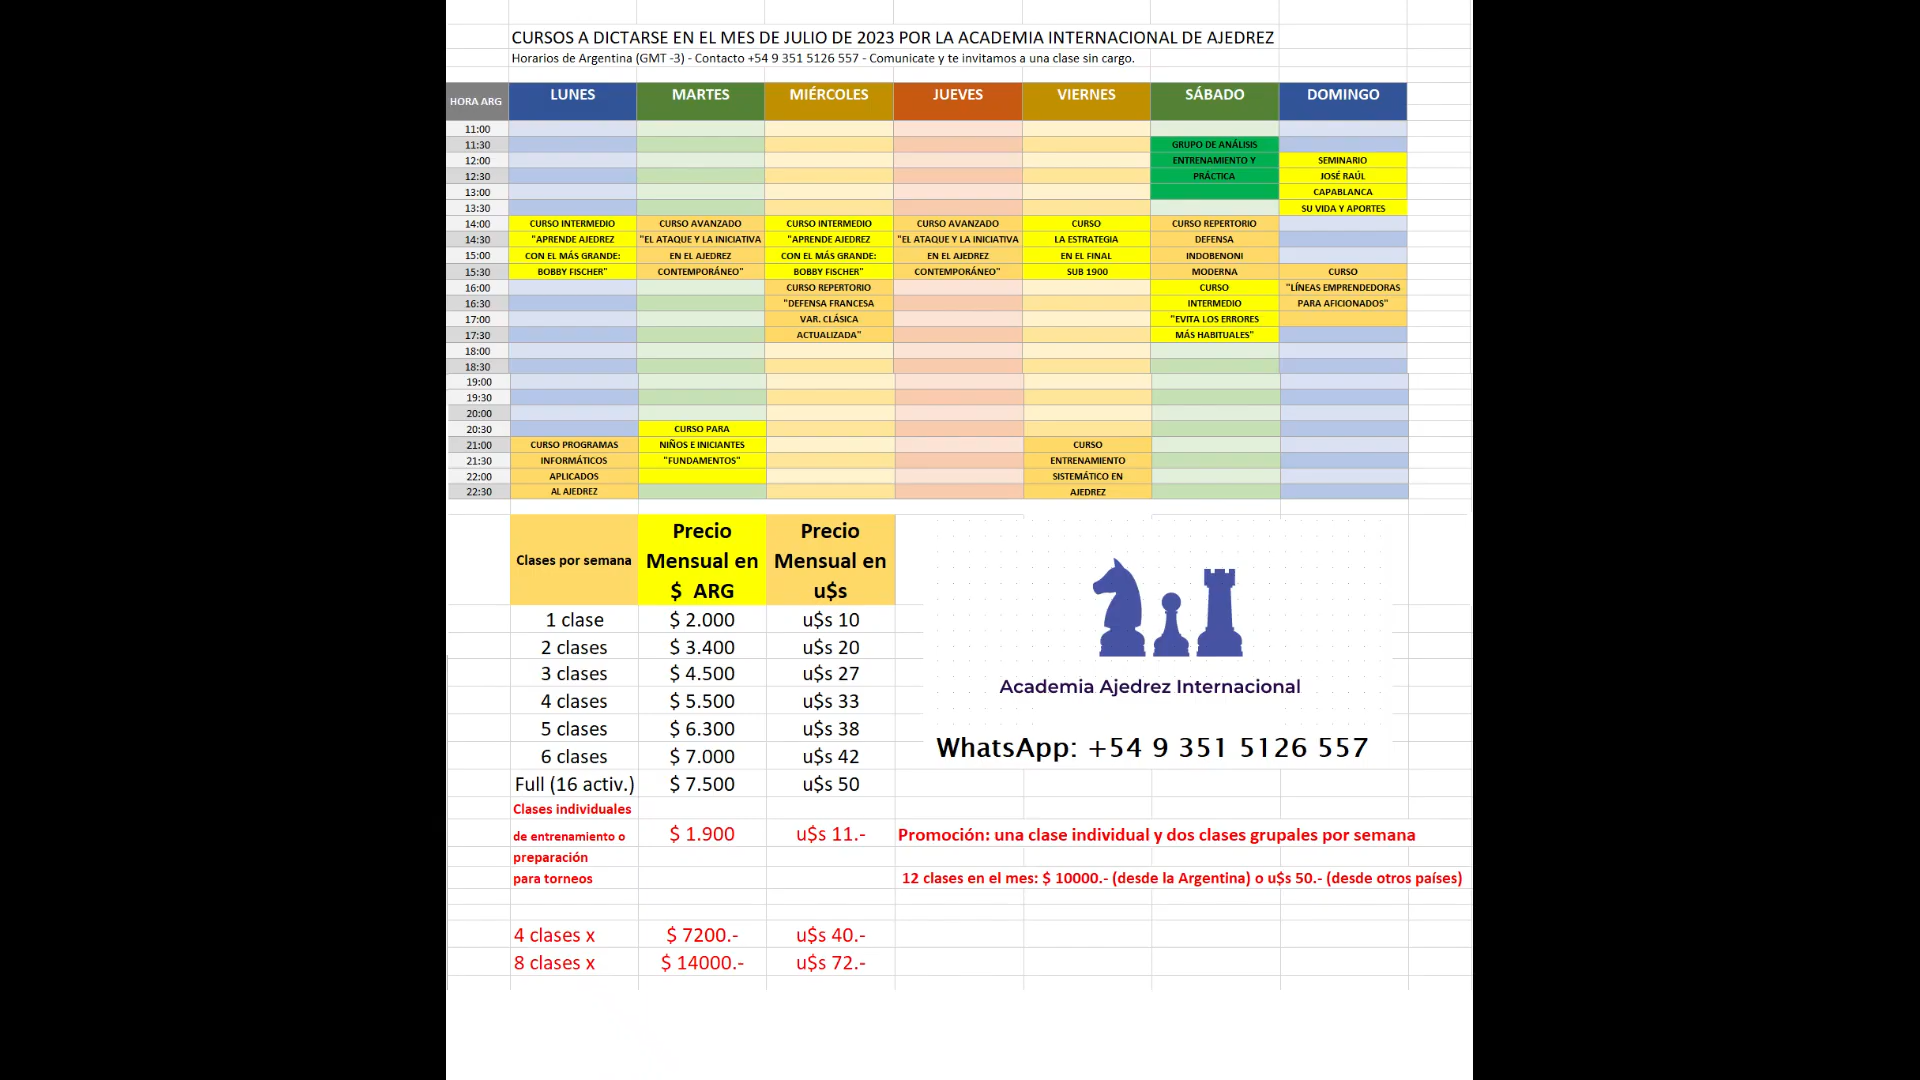 CURSOS A DICTARSE EN EL MES DE JULIO DE 2023 POR LA ACADEMIA INTERNACIONAL DE AJEDREZ
Horarios de Argentina (GMT -3) - Contacto +54 9 351 5126 557 - Comunicate y te invitamos a una clase sin cargo.
HORA ARG LUNES MARTES MIÉRCOLES JUEVES VIERNES SÁBADO DOMINGO
11:00
11:30 GRUPO DE ANÁLISIS
12:00 ENTRENAMIENTO Y SEMINARIO
12:30 PRÁCTICA JOSÉ RAÚL
13:00 CAPABLANCA
13:30 SU VIDA Y APORTES
14:00 CURSO INTERMEDIO CURSO AVANZADO CURSO INTERMEDIO CURSO AVANZADO CURSO CURSO REPERTORIO
14:30 "APRENDE AJEDREZ "EL ATAQUE Y LA INICIATIVA "APRENDE AJEDREZ "EL ATAQUE Y LA INICIATIVA LA ESTRATEGIA DEFENSA
15:00 CON EL MÁS GRANDE: EN EL AJEDREZ CON EL MÁS GRANDE: EN EL AJEDREZ EN EL FINAL INDOBENONI
15:30 BOBBY FISCHER" CONTEMPORÁNEO" BOBBY FISCHER" CONTEMPORÁNEO" SUB 1900 MODERNA CURSO
16:00 CURSO REPERTORIO CURSO "LÍNEAS EMPRENDEDORAS
16:30 "DEFENSA FRANCESA INTERMEDIO PARA AFICIONADOS"
17:00 VAR. CLÁSICA "EVITA LOS ERRORES
17:30 ACTUALIZADA" MÁS HABITUALES"
18:00
18:30
19:00
19:30
20:00
20:30 CURSO PARA
21:00 CURSO PROGRAMAS NIÑOS E INICIANTES CURSO
21:30 INFORMÁTICOS "FUNDAMENTOS" ENTRENAMIENTO
22:00 APLICADOS SISTEMÁTICO EN
22:30 AL AJEDREZ AJEDREZ
Clases por semana Precio Mensual en $ ARG Precio Mensual en u$s
1 clase $ 2.000 u$s 10
2 clases $ 3.400 u$s 20
3 clases $ 4.500 u$s 27
4 clases $ 5.500 u$s 33
5 clases $ 6.300 u$s 38
6 clases $ 7.000 u$s 42
Full (16 activ.) $ 7.500 u$s 50
Academia Ajedrez Internacional
WhatsApp: +54 9 351 5126 557
Clases individuales
de entrenamiento o $ 1.900 u$s 11.- Promoción: una clase individual y dos clases grupales por semana
preparación
para torneos 12 clases en el mes: $ 10000.- (desde la Argentina) o u$s 50.- (desde otros países)
4 clases x $ 7200.- u$s 40.-
8 clases x $ 14000.- u$s 72.-